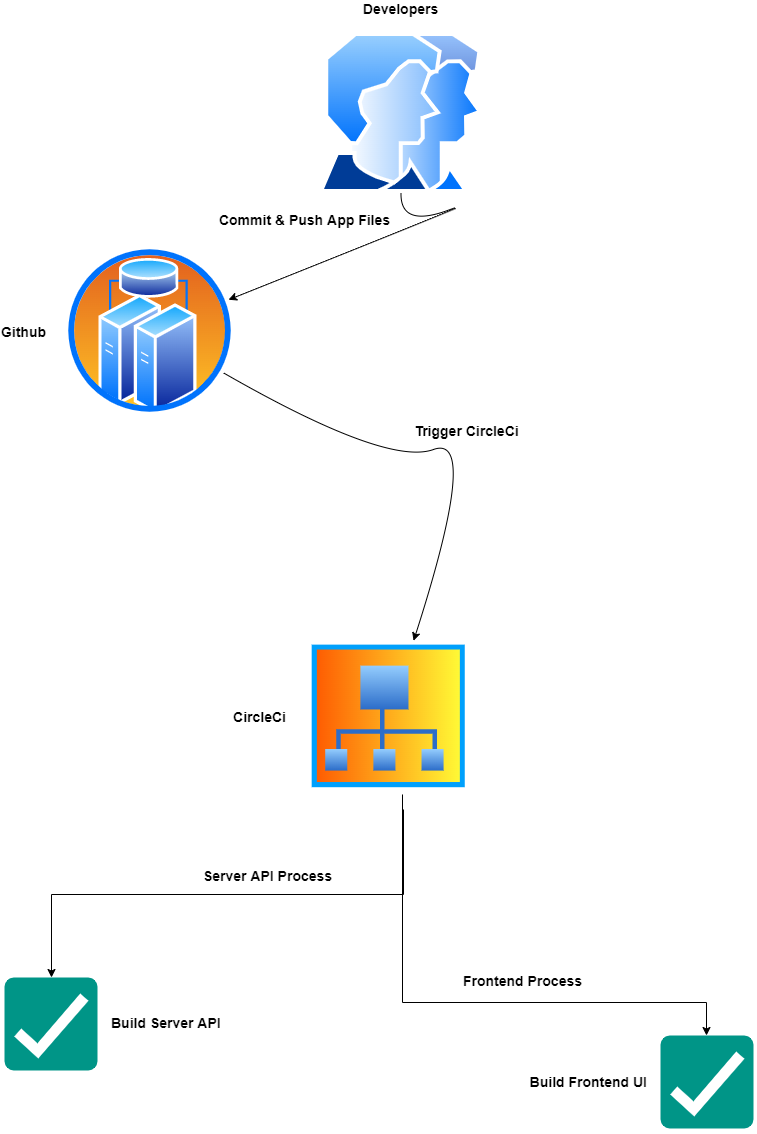 Developers
Commit & Push App Files
Github
Trigger CircleCi
CircleCi
Server API Process
Frontend Process
Build Server API
Build Frontend UI